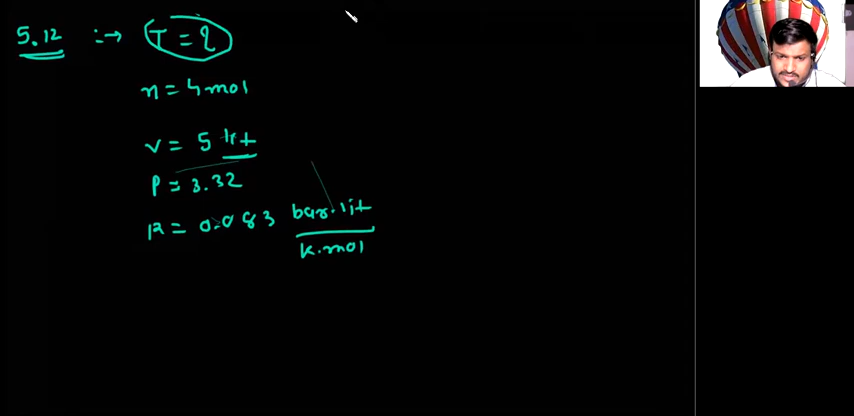 5.12 :→ T = ?
n = 4 mol
v = 5 lit
P = 3.32
R = 0.083 bar.lit
K.mol